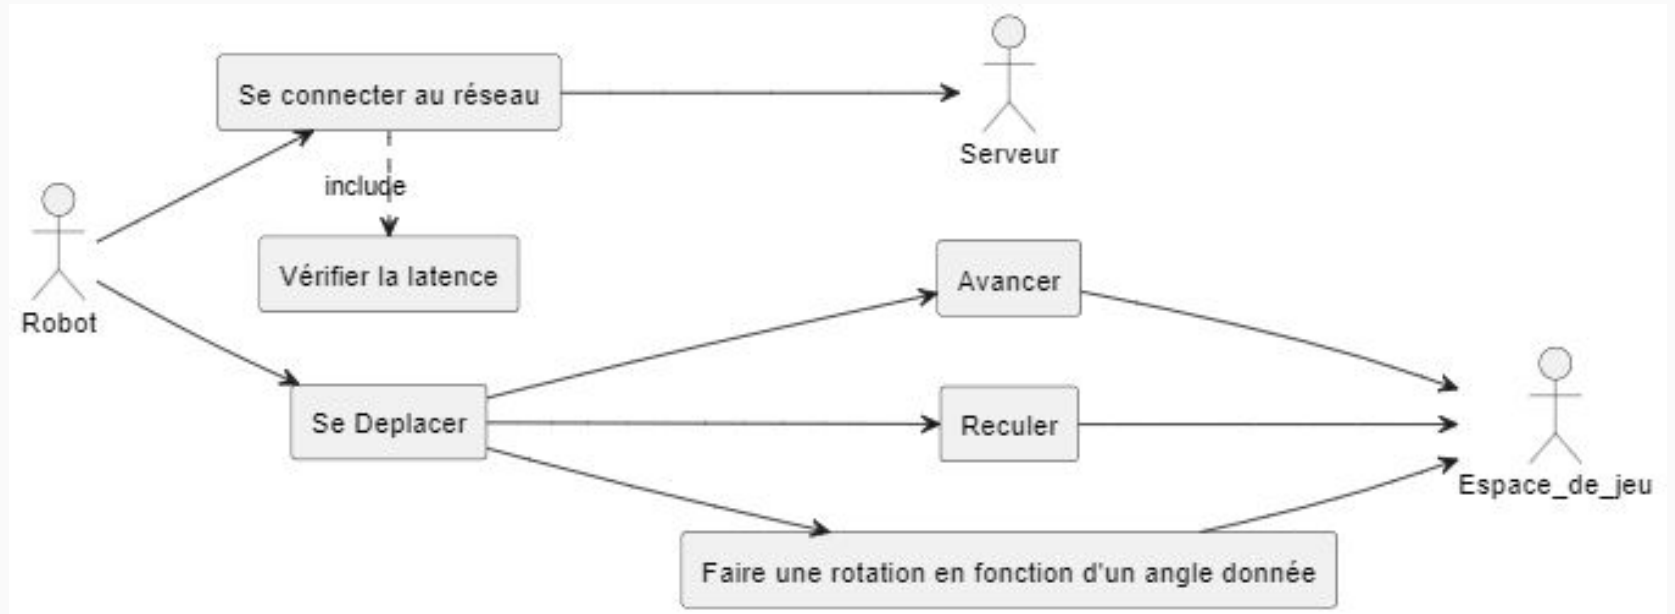 Se connecter au réseau
Serveur
include
Vérifier la latence
Robot
Avancer
Se Deplacer
Reculer
Espace_de_jeu
Faire une rotation en fonction d'un angle donnée